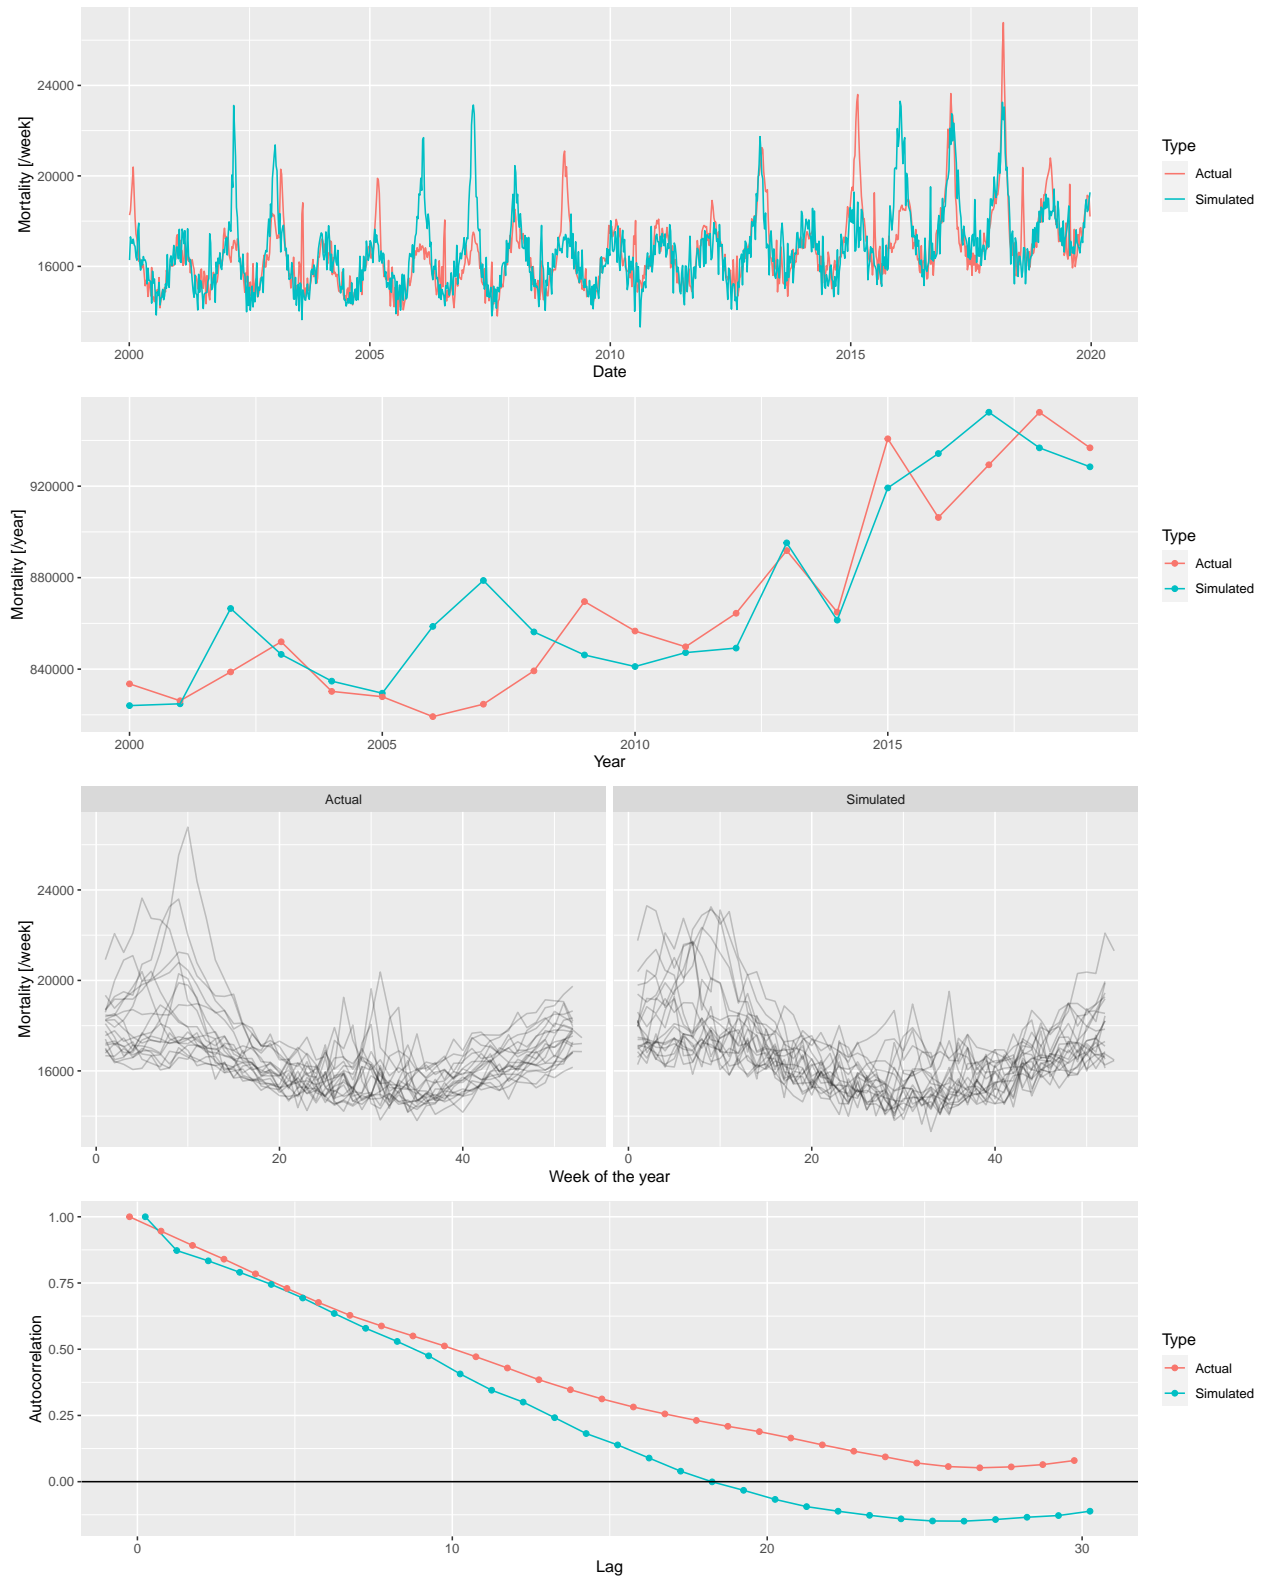 24000
20000
16000
Mortality [/week]
2000 2005 2010 2015 2020
Date
Type
Actual
Simulated
920000
880000
840000
Mortality [/year]
2000 2005 2010 2015
Year
Type
Actual
Simulated
Actual Simulated
24000
20000
16000
Mortality [/week]
0 20 40 0 20 40
Week of the year
1.00
0.75
0.50
0.25
0.00
Autocorrelation
0 10 20 30
Lag
Type
Actual
Simulated